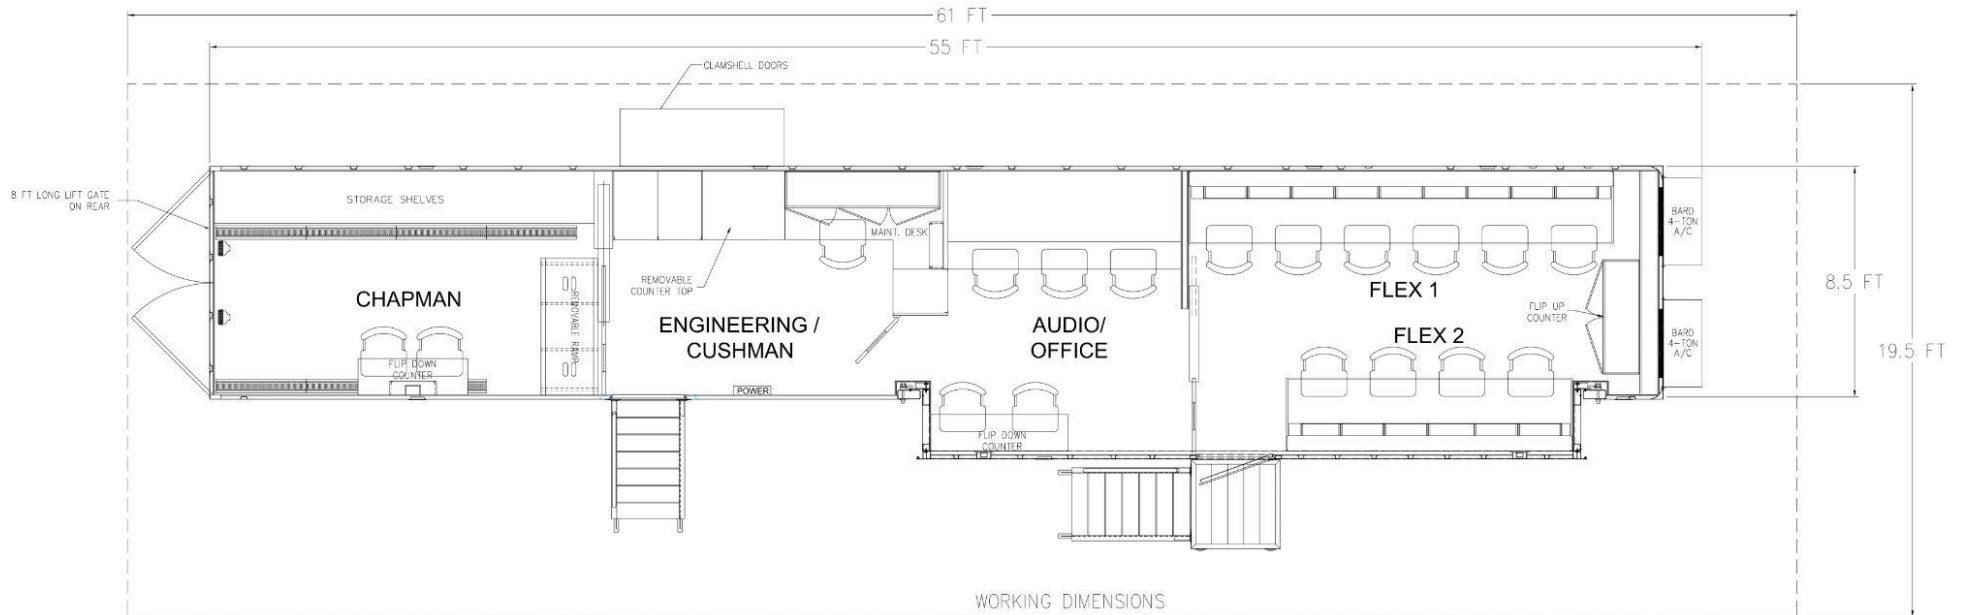 61 FT
55 FT
CLAMSHELL DOORS
8 FT LONG LIFT GATE
ON REAR
STORAGE SHELVES
MAINT. DESK
BARD
4-TON
A/C
REMOVABLE
COUNTER TOP
8.5 FT
CHAPMAN
REMOVABLE RAMP
FLEX 1
FLIP UP
COUNTER
ENGINEERING /
CUSHMAN
AUDIO/
OFFICE
FLEX 2
BARD
4-TON
A/C
19.5 FT
FLIP DOWN
COUNTER
POWER
FLIP DOWN
COUNTER
WORKING DIMENSIONS